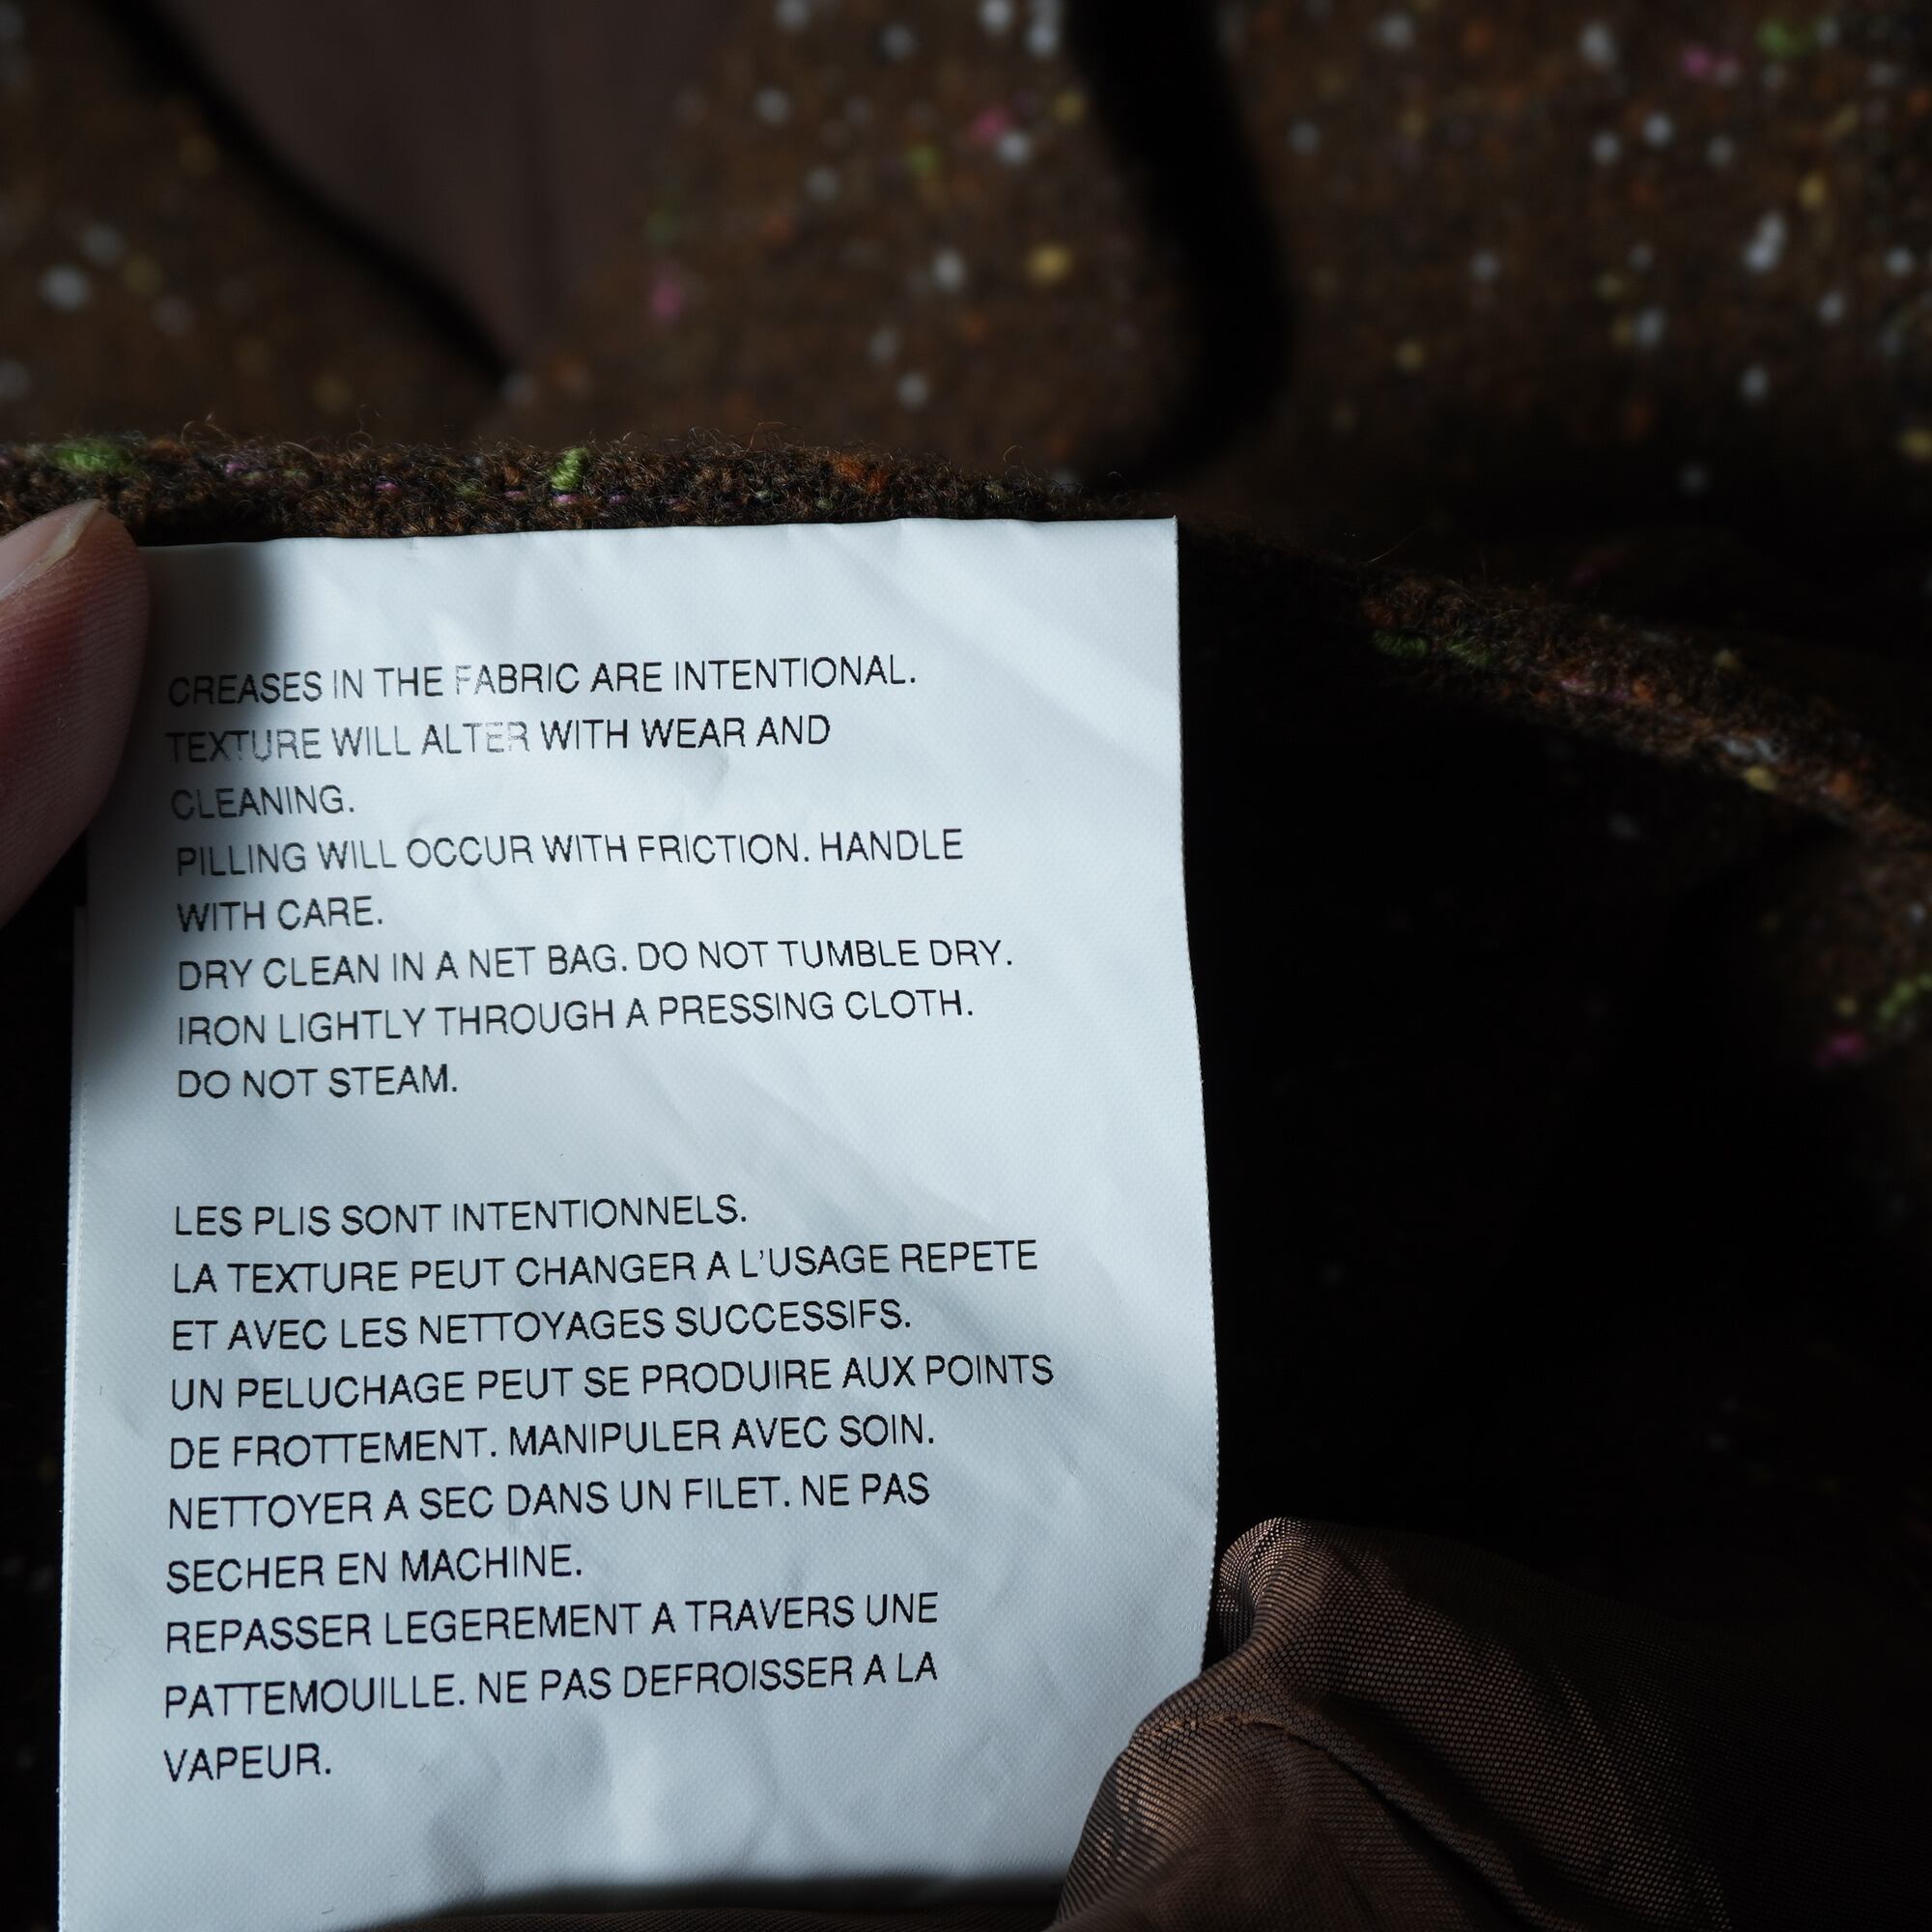 CREASES IN THE FABRIC ARE INTENTIONAL.
TEXTURE WILL ALTER WITH WEAR AND
CLEANING.
PILLING WILL OCCUR WITH FRICTION. HANDLE
WITH CARE.
DRY CLEAN IN A NET BAG. DO NOT TUMBLE DRY.
IRON LIGHTLY THROUGH A PRESSING CLOTH.
DO NOT STEAM.
LES PLIS SONT INTENTIONNELS.
LA TEXTURE PEUT CHANGER A L'USAGE REPETE
ET AVEC LES NETTOYAGES SUCCESSIFS.
UN PELUCHAGE PEUT SE PRODUIRE AUX POINTS
DE FROTTEMENT. MANIPULER AVEC SOIN.
NETTOYER A SEC DANS UN FILET. NE PAS
SECHER EN MACHINE.
REPASSER LEGEREMENT A TRAVERS UNE
PATTEMOUILLE. NE PAS DEFROISSER A LA
VAPEUR.